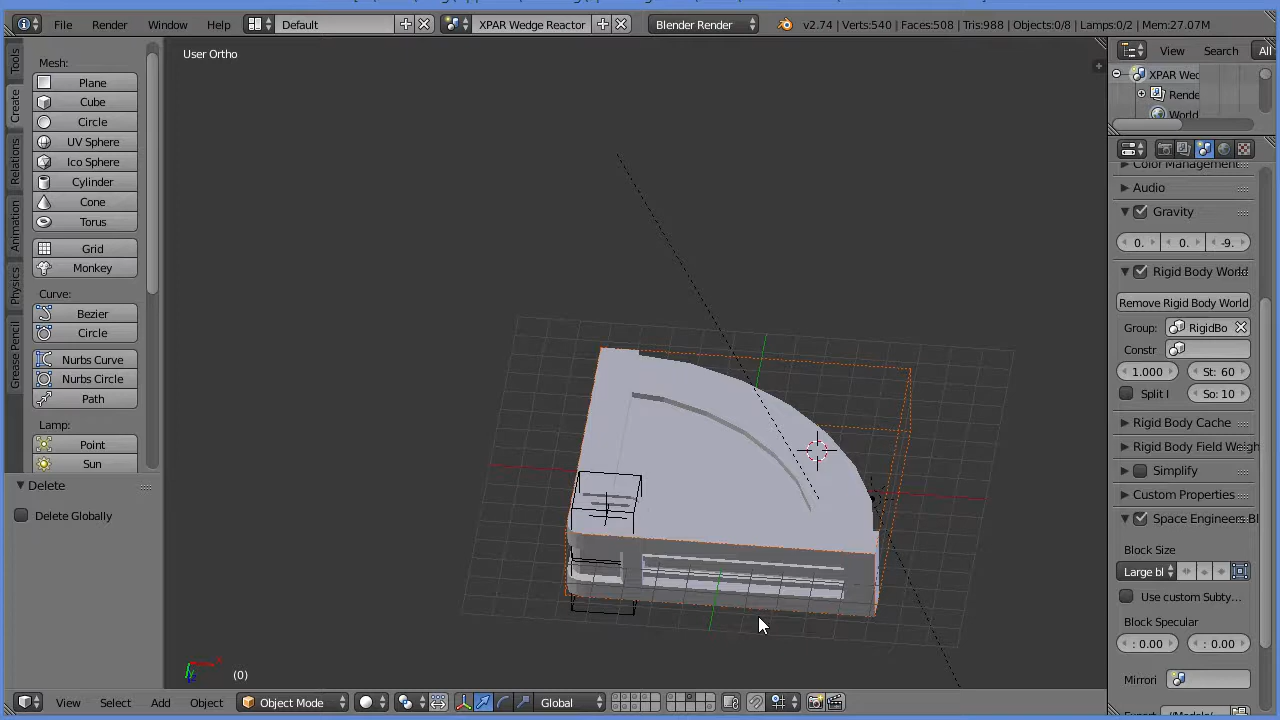 File Render Window Help Default XPAR Wedge Reactor Blender Render v2.74 | Verts:540 | Faces:508 | Tris:988 | Objects:0/8 | Lamps:0/2 | Mem:27.07M
User Ortho
Tools
Create
Relations
Animation
Physics
Grease Pencil
Mesh:
Plane
Cube
Circle
UV Sphere
Ico Sphere
Cylinder
Cone
Torus
Grid
Monkey
Curve:
Bezier
Circle
Nurbs Curve
Nurbs Circle
Path
Lamp:
Point
Sun
Delete
Delete Globally
(0)
View Select Add Object Object Mode Global
View Search All
XPAR Wed
Rende
World
Color Management
Audio
Gravity
0. 0. -9.
Rigid Body World
Remove Rigid Body World
Group: RigidBo
Constr
1.000 St: 60
Split I So: 10
Rigid Body Cache
Rigid Body Field Weigh
Simplify
Custom Properties
Space Engineers Bl
Block Size
Large bl
Use custom Subty...
Block Specular
: 0.00 : 0.00
Mirrori